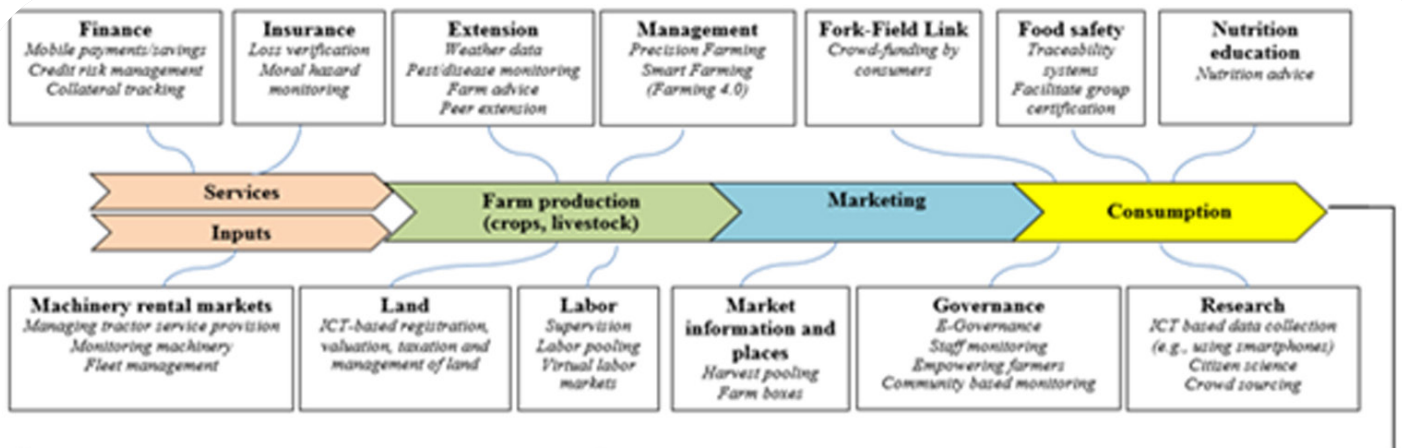 Finance
Mobile payments/savings
Credit risk management
Collateral tracking
Insurance
Loss verification
Moral hazard
monitoring
Extension
Weather data
Pest/disease monitoring
Farm advice
Peer extension
Management
Precision Farming
Smart Farming
(Farming 4.0)
Fork-Field Link
Crowd-funding by
consumers
Food safety
Traceability
systems
Facilitate group
certification
Nutrition
education
Nutrition advice
Services
Inputs
Farm production
(crops, livestock)
Marketing
Consumption
Machinery rental markets
Managing tractor service provision
Monitoring machinery
Fleet management
Land
ICT-based registration,
valuation, taxation and
management of land
Labor
Supervision
Labor pooling
Virtual labor
markets
Market
information and
places
Harvest pooling
Farm boxes
Governance
E-Governance
Staff monitoring
Empowering farmers
Community based monitoring
Research
ICT based data collection
(e.g., using smartphones)
Citizen science
Crowd sourcing